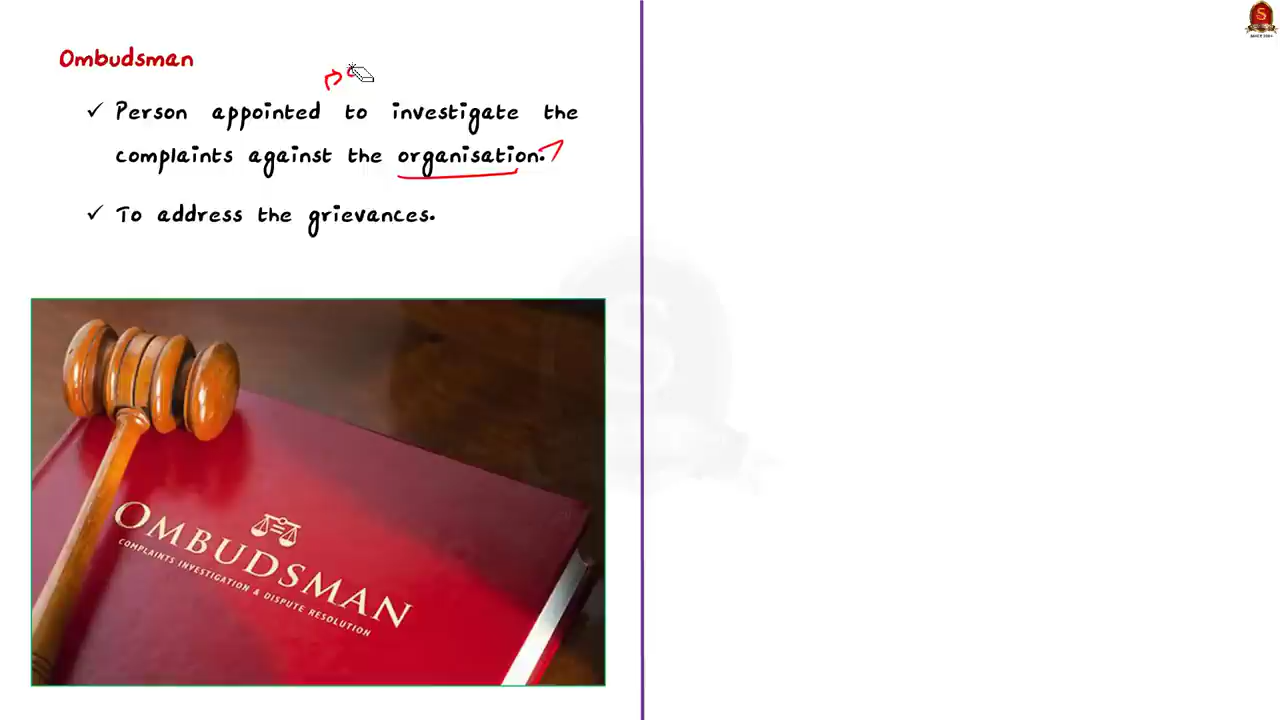 Ombudsman
✓ Person appointed to investigate the
complaints against the organisation.
✓ To address the grievances.
OMBUDSMAN
COMPLAINTS INVESTIGATION & DISPUTE RESOLUTION
S
S